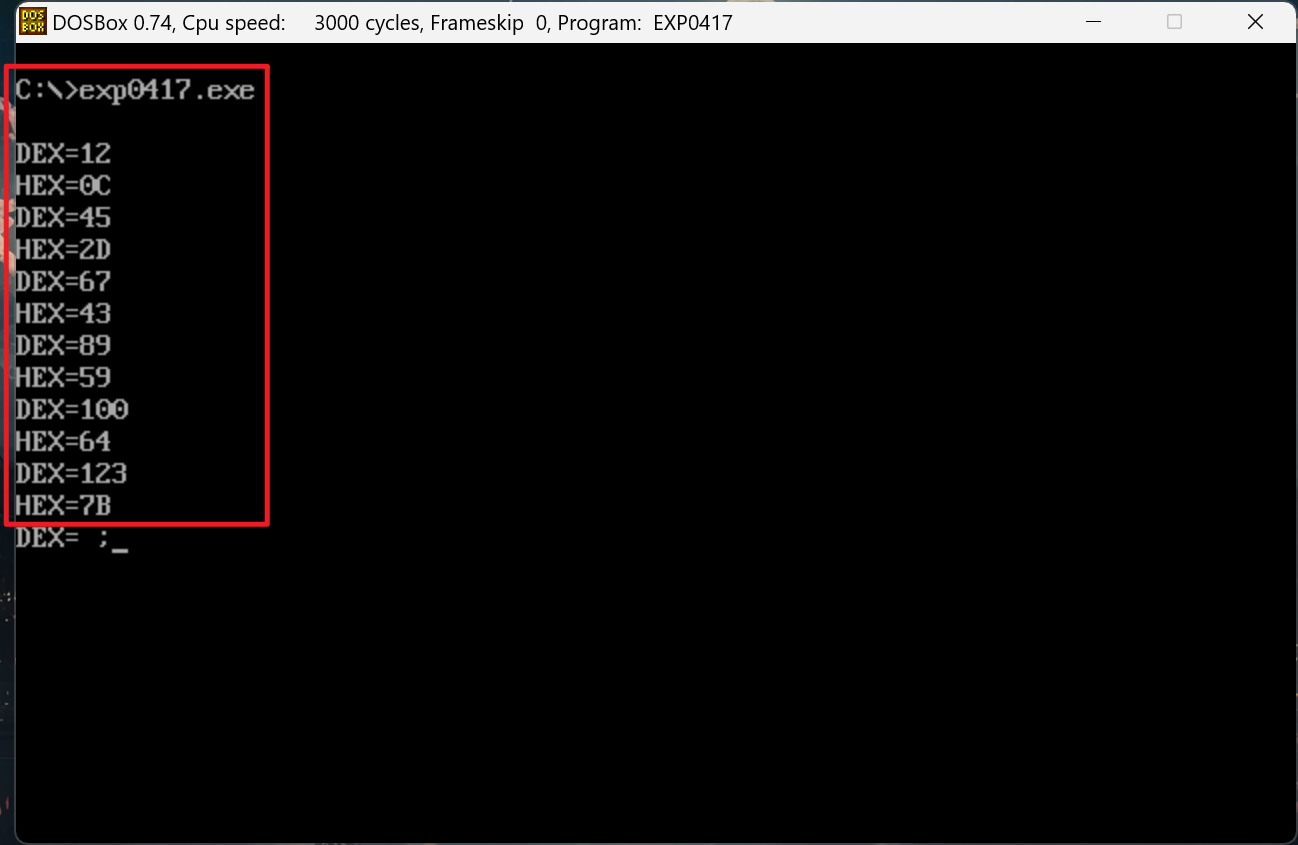 DOS
BOX
DOSBox 0.74, Cpu speed: 3000 cycles, Frameskip 0, Program: EXP0417
C:\>exp0417.exe
DEX=12
HEX=0C
DEX=45
HEX=2D
DEX=67
HEX=43
DEX=89
HEX=59
DEX=100
HEX=64
DEX=123
HEX=7B
DEX= ;_